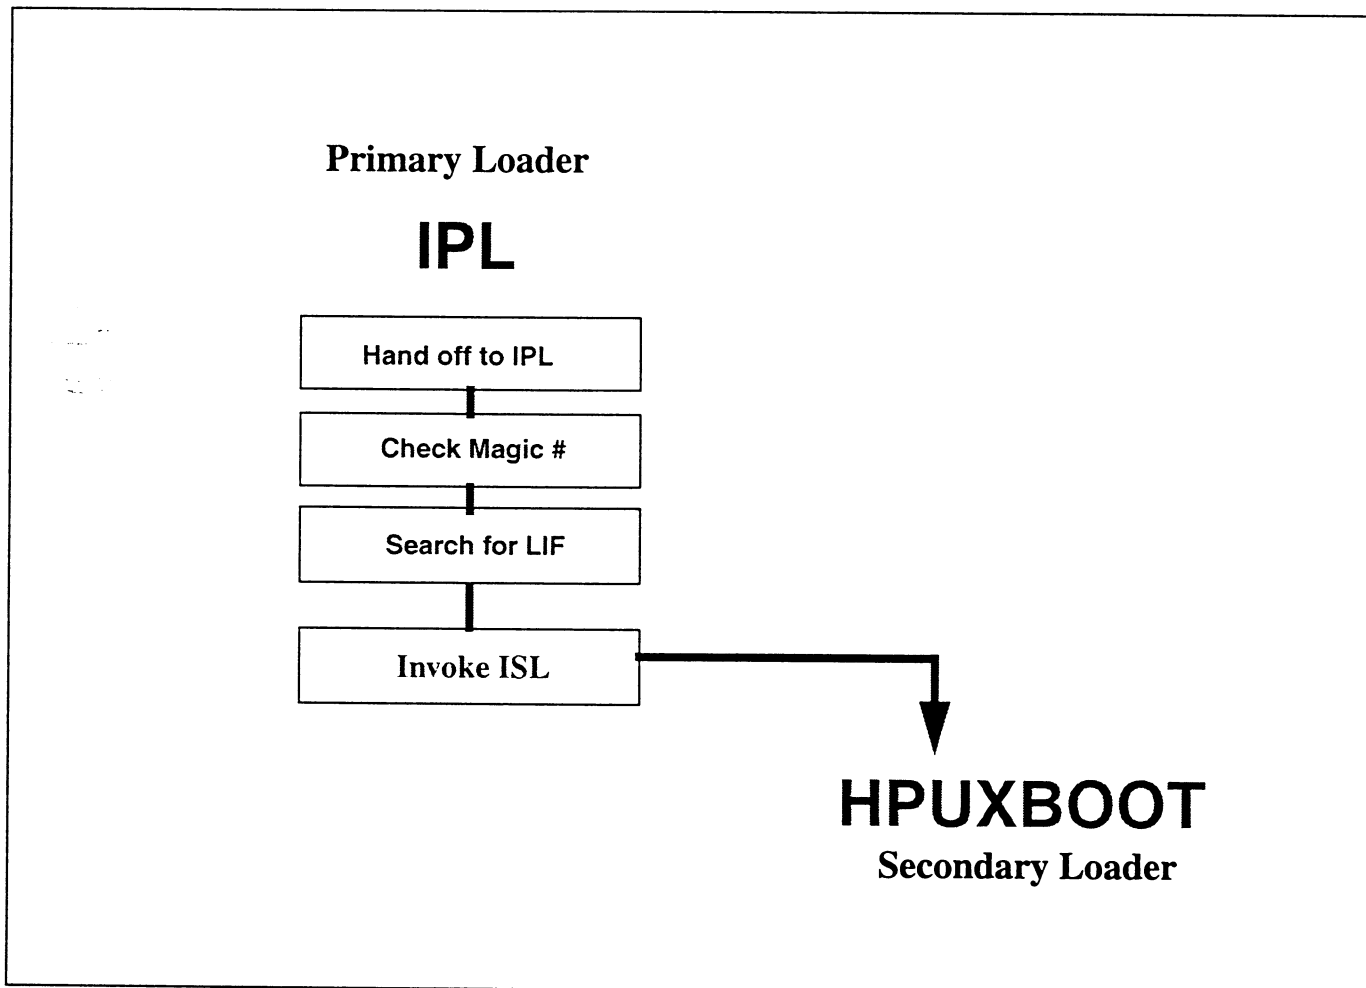 Primary Loader
IPL
Hand off to IPL
Check Magic #
Search for LIF
Invoke ISL
HPUXBOOT
Secondary Loader